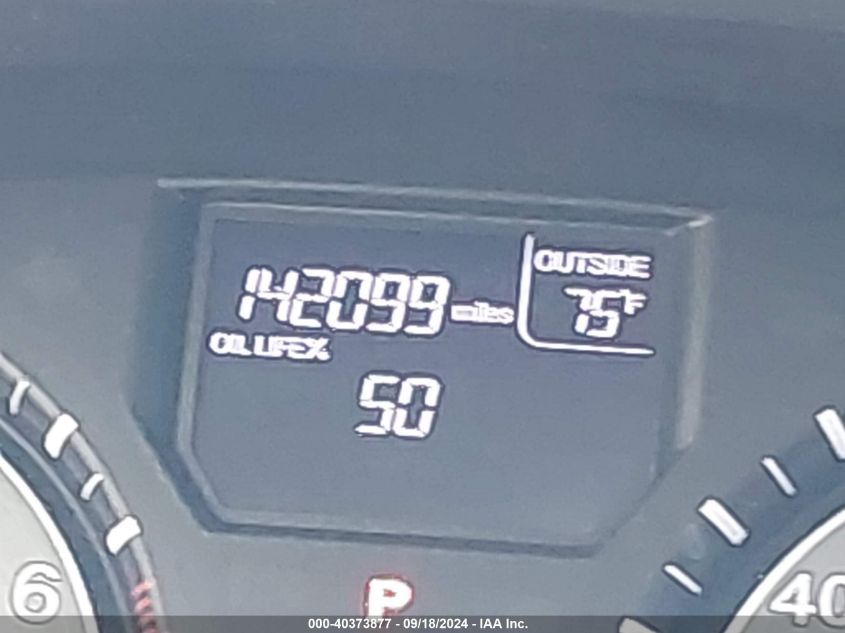 OUTSIDE
142099 miles 75°F
OIL LIFE%
50
P
6
40
000-40373877 - 09/18/2024 - IAA Inc.